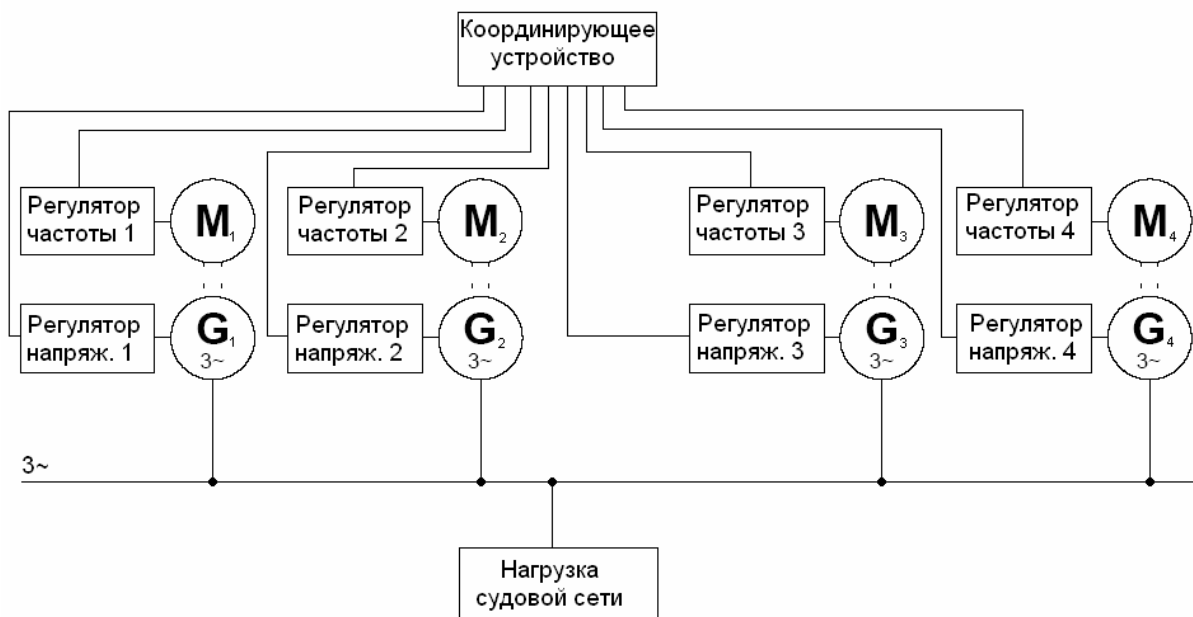 Координирующее
устройство
Регулятор
частоты 1
M1
Регулятор
частоты 2
M2
Регулятор
частоты 3
M3
Регулятор
частоты 4
M4
Регулятор
напряж. 1
G1
3~
Регулятор
напряж. 2
G2
3~
Регулятор
напряж. 3
G3
3~
Регулятор
напряж. 4
G4
3~
3~
Нагрузка
судовой сети